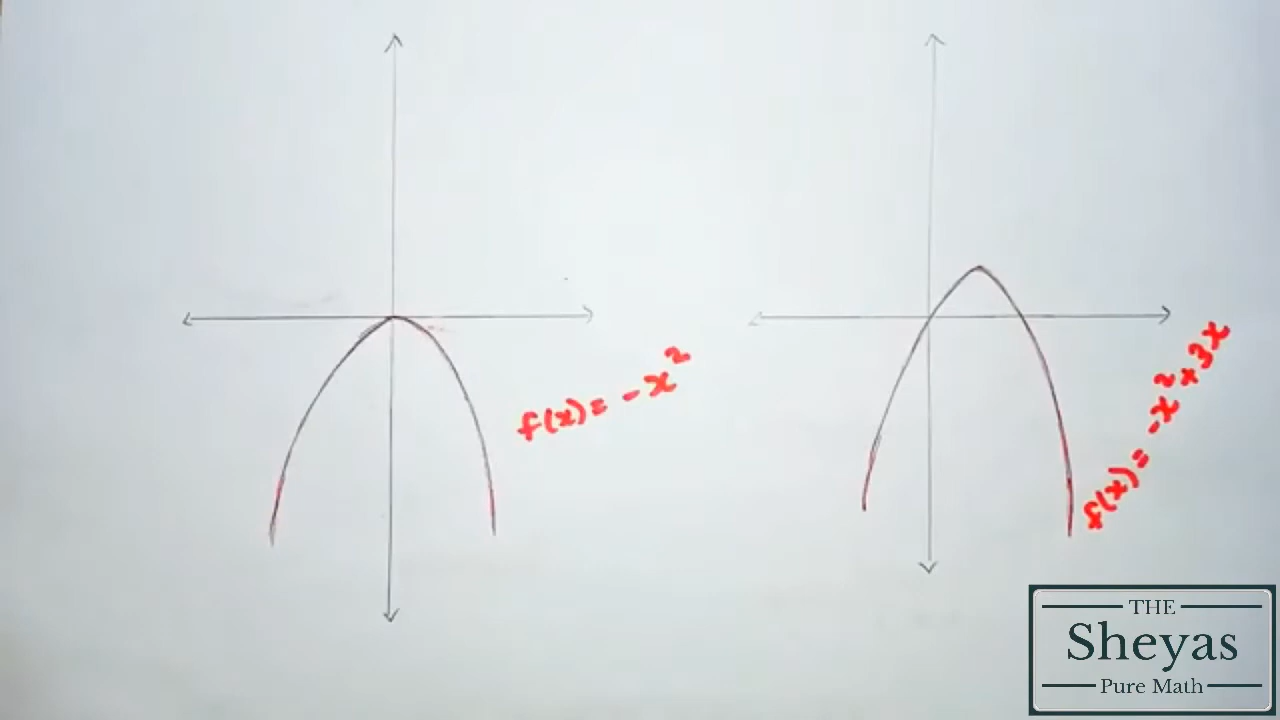 f(x) = -x²
f(x) = -x² + 3x
THE
Sheyas
Pure Math